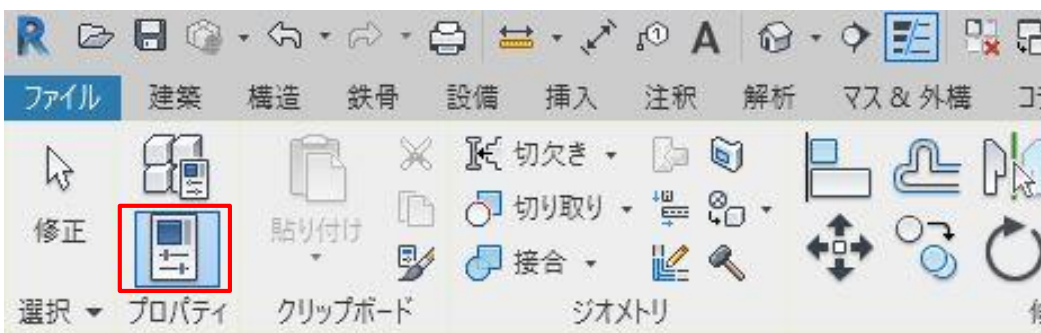 R A
ファイル 建築 構造 鉄骨 設備 挿入 注釈 解析 マス & 外構
切欠き
修正 貼り付け 切り取り
接合
選択 プロパティ クリップボード ジオメトリ